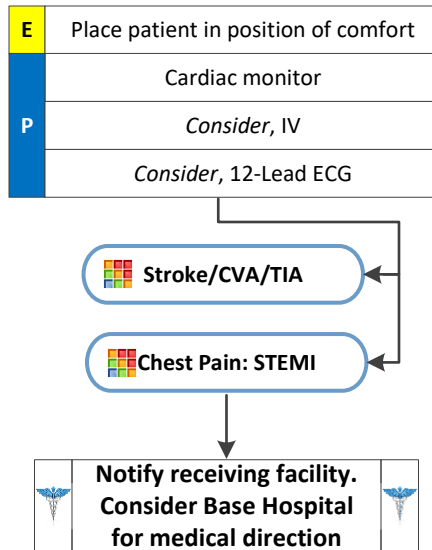 E Place patient in position of comfort
Cardiac monitor
P
Consider, IV
Consider, 12-Lead ECG
Stroke/CVA/TIA
Chest Pain: STEMI
Notify receiving facility.
Consider Base Hospital
for medical direction